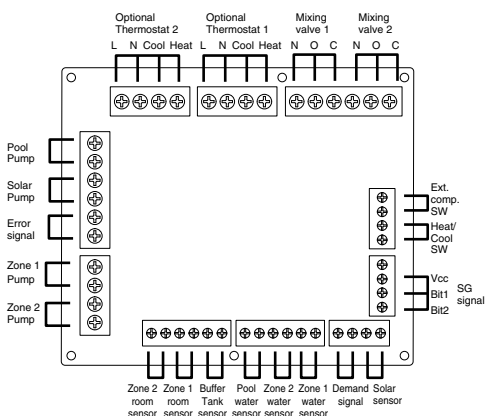 Optional Thermostat 2
Optional Thermostat 1
Mixing valve 1
Mixing valve 2
L N Cool Heat
L N Cool Heat
N O C
N O C
Pool Pump
Solar Pump
Error signal
Zone 1 Pump
Zone 2 Pump
Ext. comp. SW
Heat/ Cool SW
Vcc
Bit1
Bit2
SG signal
Zone 2 room sensor
Zone 1 room sensor
Buffer Tank sensor
Pool water sensor
Zone 2 water sensor
Zone 1 water sensor
Demand signal
Solar sensor